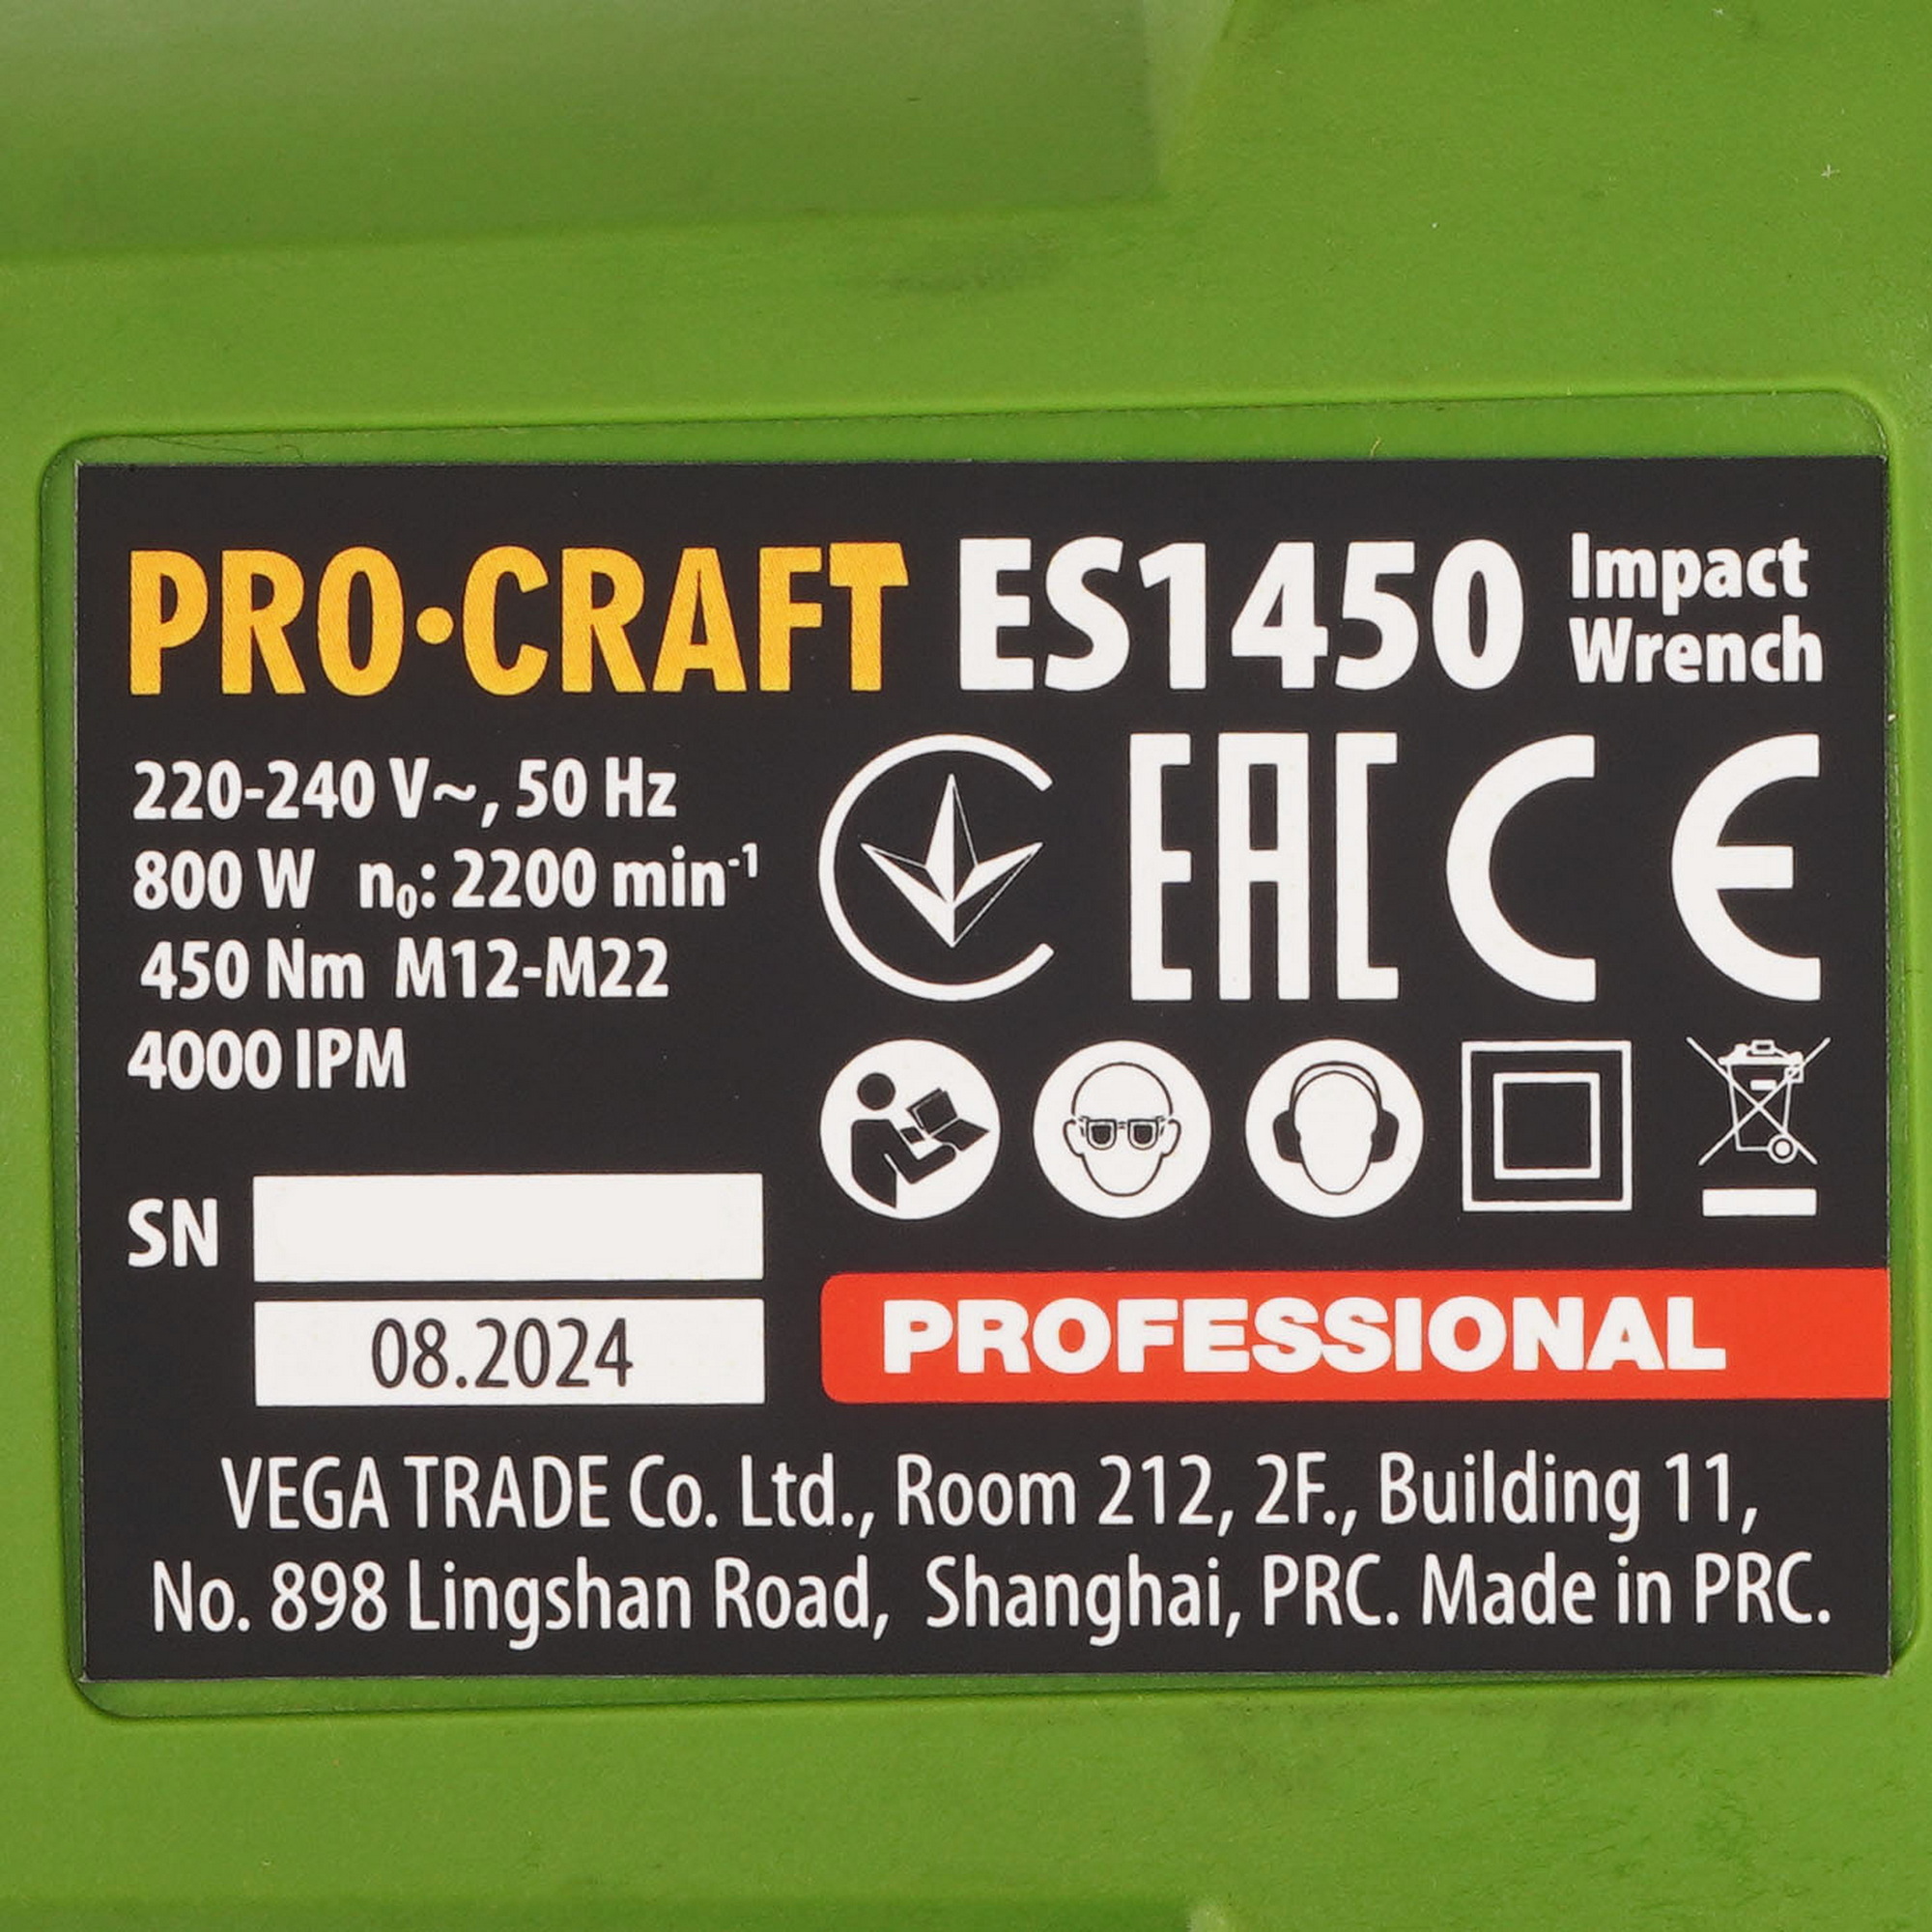 PRO·CRAFT ES1450 Impact Wrench
220-240 V~, 50 Hz
800 W n₀: 2200 min⁻¹
450 Nm M12-M22
4000 IPM
EAC CE
SN
08.2024
PROFESSIONAL
VEGA TRADE Co. Ltd., Room 212, 2F., Building 11,
No. 898 Lingshan Road, Shanghai, PRC. Made in PRC.